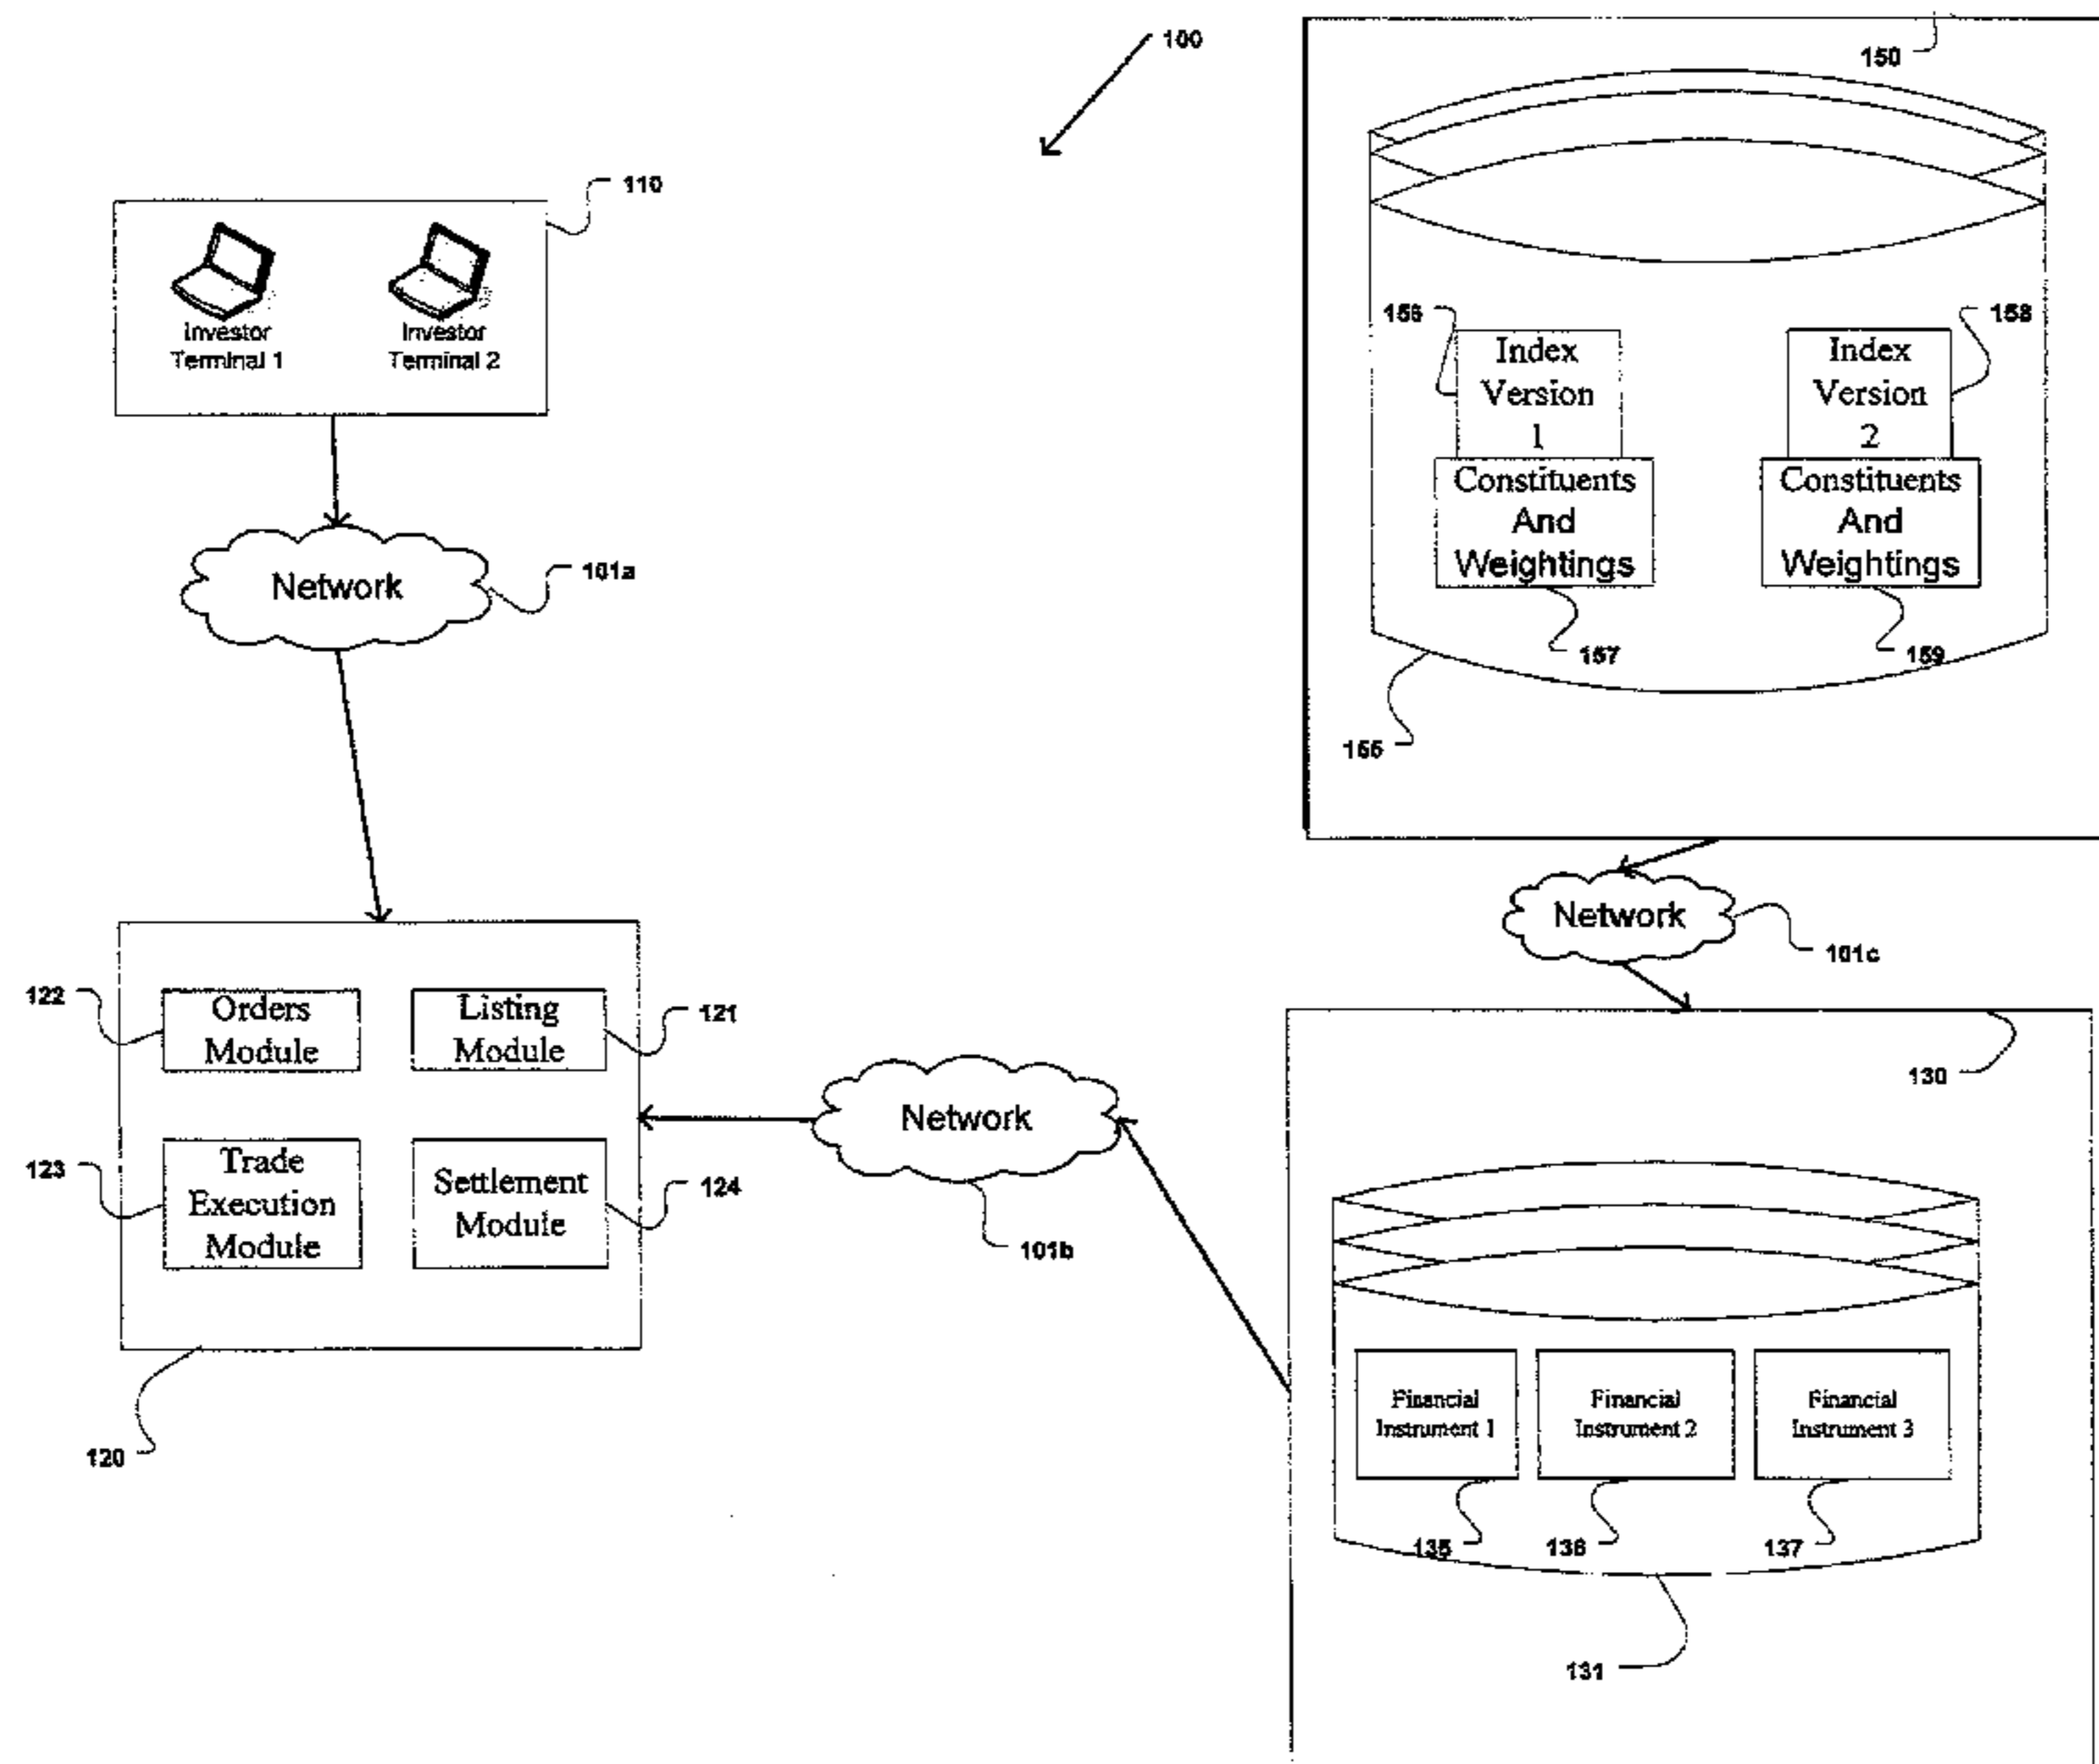 100
150
110
Investor
Terminal 1
Investor
Terminal 2
156
158
Index
Version
1
Index
Version
2
Constituents
And
Weightings
Constituents
And
Weightings
157
159
155
Network
101a
Network
101c
122
Orders
Module
Listing
Module
121
130
Network
101b
123
Trade
Execution
Module
Settlement
Module
124
120
Financial
Instrument 1
Financial
Instrument 2
Financial
Instrument 3
135
136
137
131